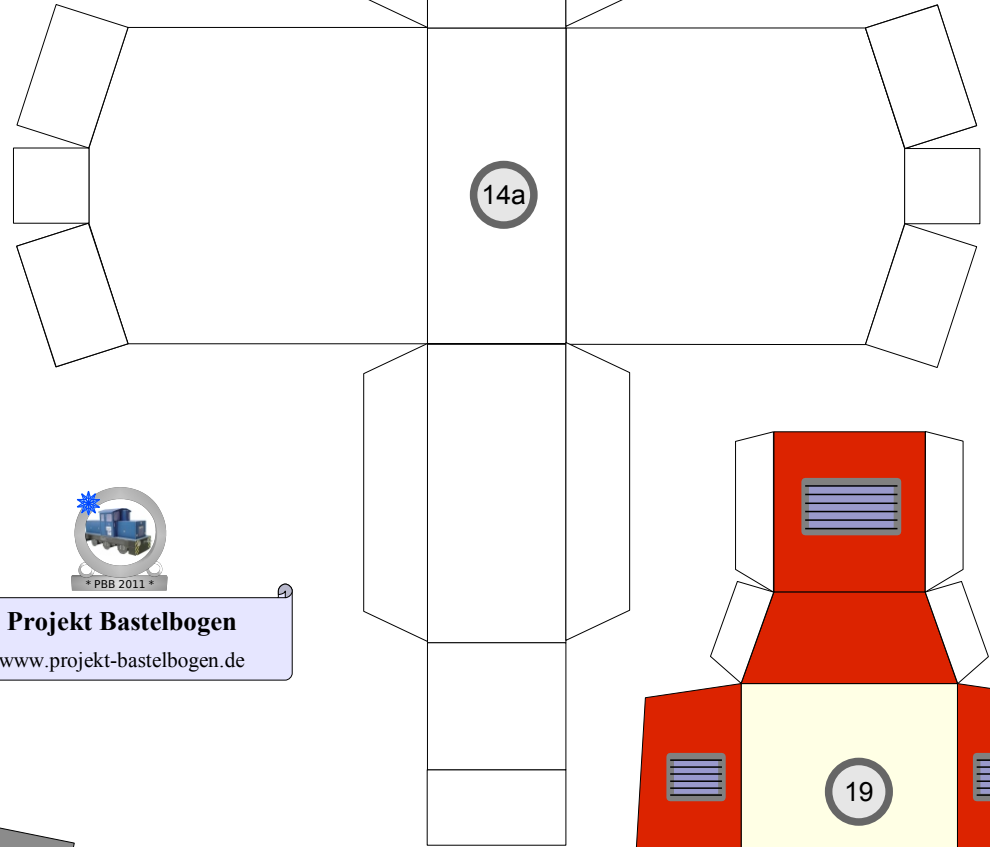 14a
* PBB 2011 *
Projekt Bastelbogen
www.projekt-bastelbogen.de
19